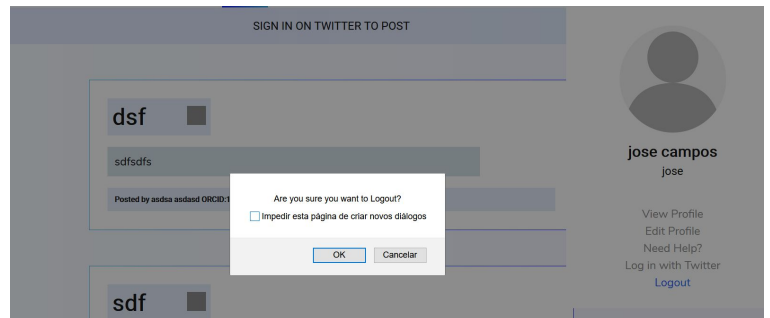 SIGN IN ON TWITTER TO POST
dsf
sdfsdfs
Posted by asdsa asdasd ORCID:1
sdf
Are you sure you want to Logout?
Impedir esta página de criar novos diálogos
OK
Cancelar
jose campos
jose
View Profile
Edit Profile
Need Help?
Log in with Twitter
Logout